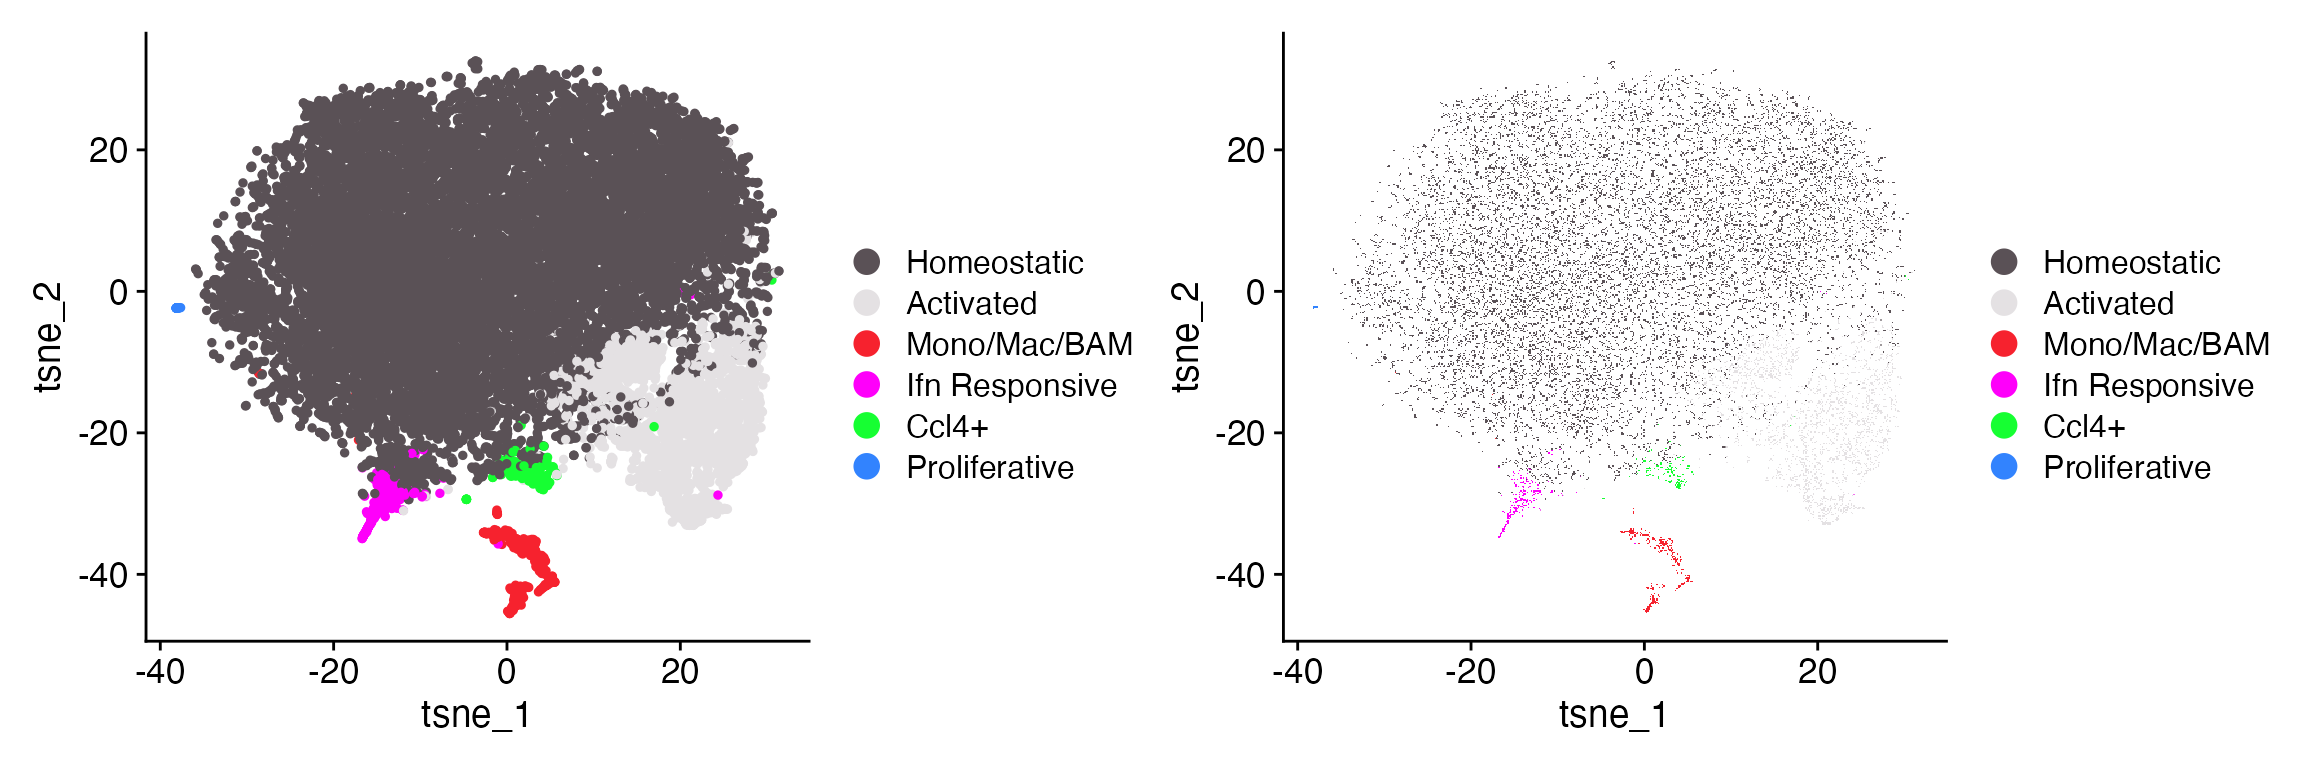 20
0
-20
-40
tsne_2
-40 -20 0 20
tsne_1
Homeostatic
Activated
Mono/Mac/BAM
Ifn Responsive
Ccl4+
Proliferative
20
0
-20
-40
tsne_2
-40 -20 0 20
tsne_1
Homeostatic
Activated
Mono/Mac/BAM
Ifn Responsive
Ccl4+
Proliferative